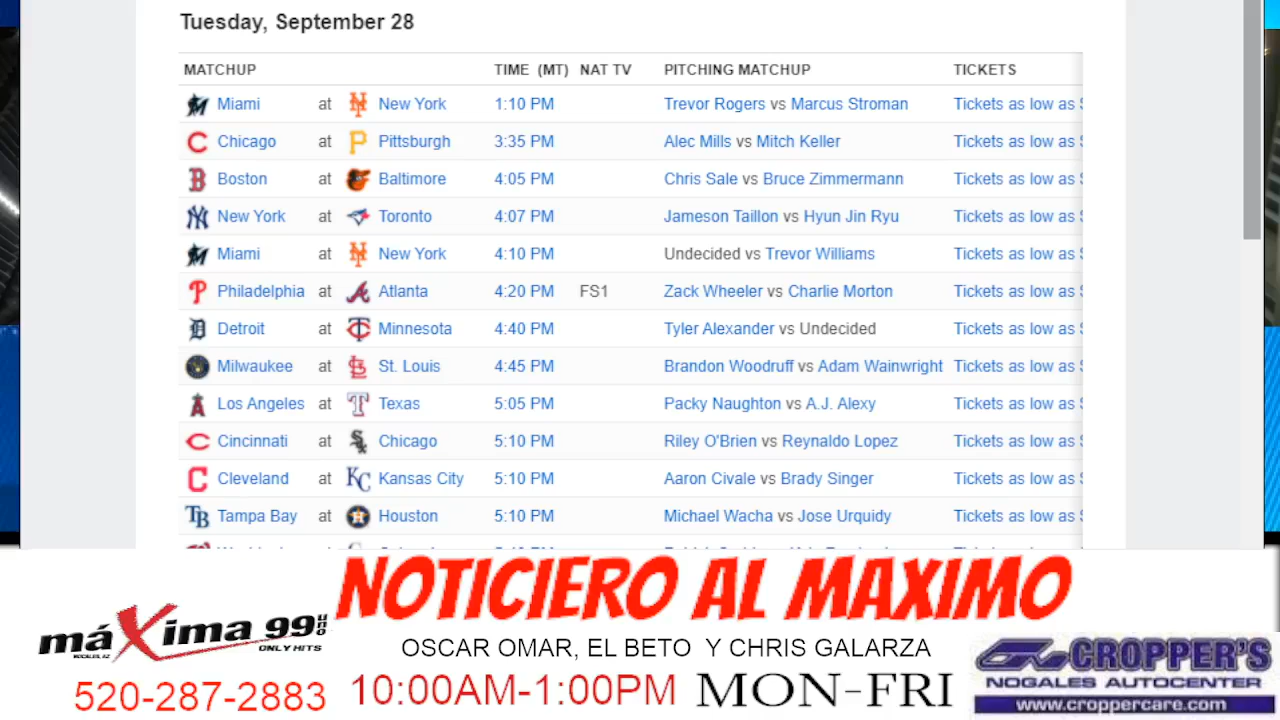 Tuesday, September 28
MATCHUP TIME (MT) NAT TV PITCHING MATCHUP TICKETS
Miami at New York 1:10 PM Trevor Rogers vs Marcus Stroman Tickets as low as
Chicago at Pittsburgh 3:35 PM Alec Mills vs Mitch Keller Tickets as low as
Boston at Baltimore 4:05 PM Chris Sale vs Bruce Zimmermann Tickets as low as
New York at Toronto 4:07 PM Jameson Taillon vs Hyun Jin Ryu Tickets as low as
Miami at New York 4:10 PM Undecided vs Trevor Williams Tickets as low as
Philadelphia at Atlanta 4:20 PM FS1 Zack Wheeler vs Charlie Morton Tickets as low as
Detroit at Minnesota 4:40 PM Tyler Alexander vs Undecided Tickets as low as
Milwaukee at St. Louis 4:45 PM Brandon Woodruff vs Adam Wainwright Tickets as low as
Los Angeles at Texas 5:05 PM Packy Naughton vs A.J. Alexy Tickets as low as
Cincinnati at Chicago 5:10 PM Riley O'Brien vs Reynaldo Lopez Tickets as low as
Cleveland at Kansas City 5:10 PM Aaron Civale vs Brady Singer Tickets as low as
Tampa Bay at Houston 5:10 PM Michael Wacha vs Jose Urquidy Tickets as low as
NOTICIERO AL MAXIMO
máXima 99 uno
NOGALES, AZ ONLY HITS
OSCAR OMAR, EL BETO Y CHRIS GALARZA
520-287-2883 10:00AM-1:00PM MON-FRI
CROPPER'S
NOGALES AUTOCENTER
www.croppercare.com